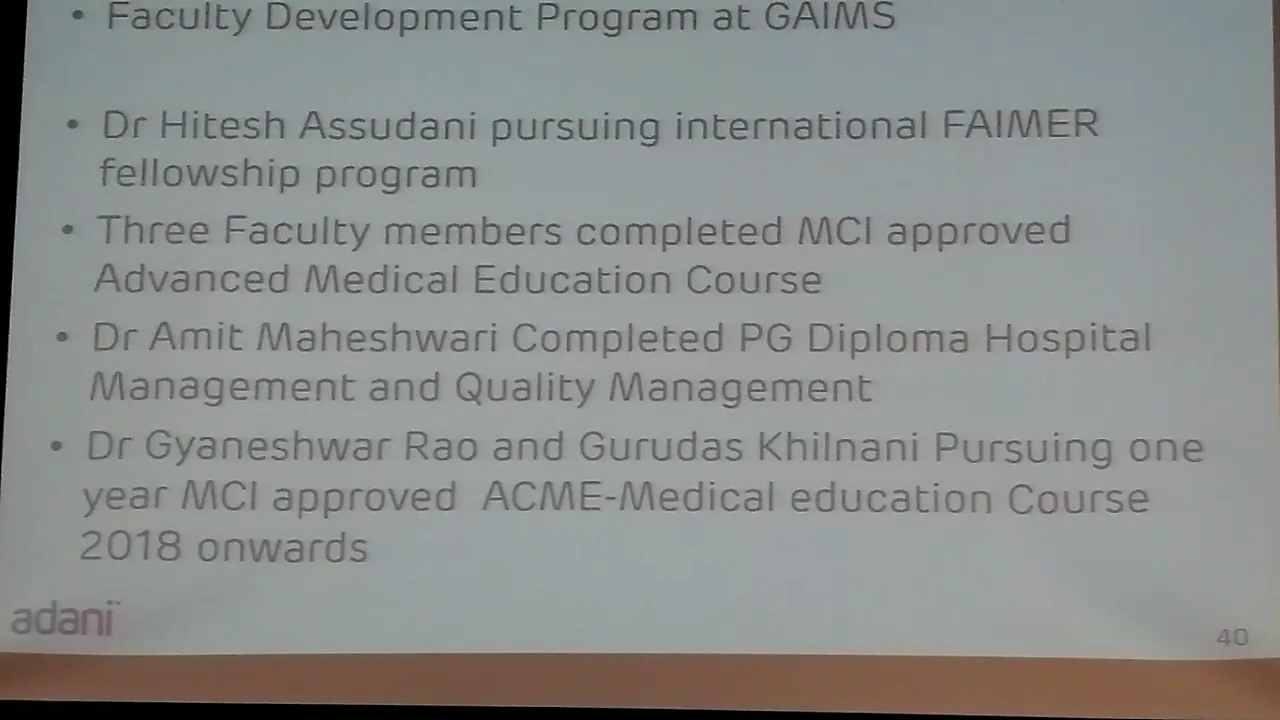 • Faculty Development Program at GAIMS
• Dr Hitesh Assudani pursuing international FAIMER
fellowship program
• Three Faculty members completed MCI approved
Advanced Medical Education Course
• Dr Amit Maheshwari Completed PG Diploma Hospital
Management and Quality Management
• Dr Gyaneshwar Rao and Gurudas Khilnani Pursuing one
year MCI approved ACME-Medical education Course
2018 onwards
adani
40